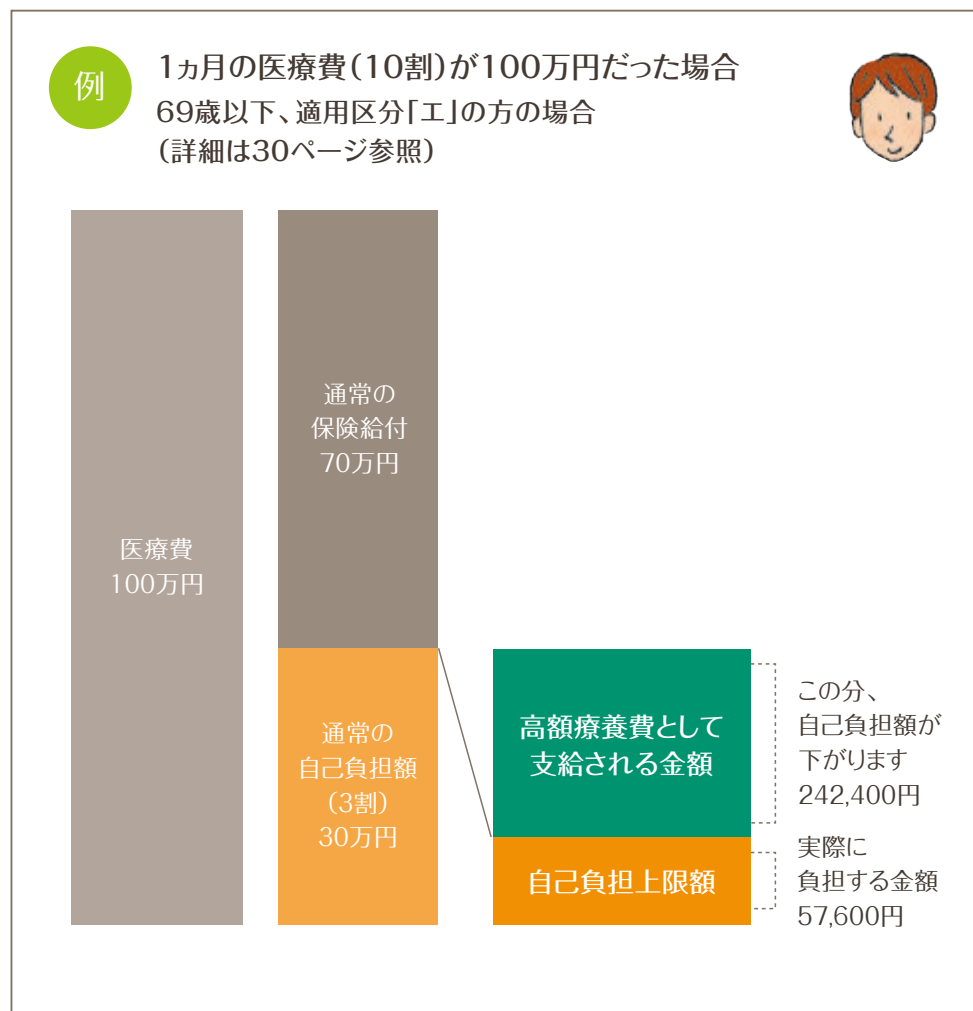 例
1ヵ月の医療費（10割）が100万円だった場合
69歳以下、適用区分「エ」の方の場合
（詳細は30ページ参照）
医療費
100万円
通常の
保険給付
70万円
通常の
自己負担額
（3割）
30万円
高額療養費として
支給される金額
自己負担上限額
この分、
自己負担額が
下がります
242,400円
実際に
負担する金額
57,600円